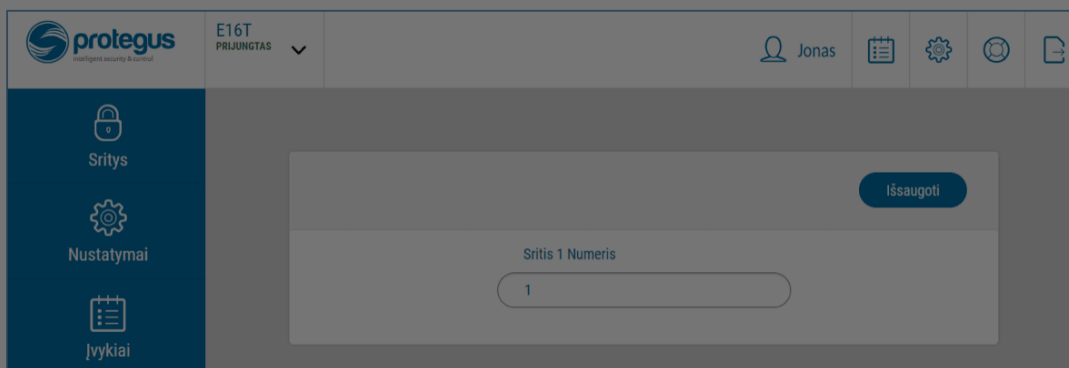 protegus
intelligent security & control
E16T
PRIJUNGTAS
Jonas
Sritys
Nustatymai
Įvykiai
Išsaugoti
Sritis 1 Numeris
1